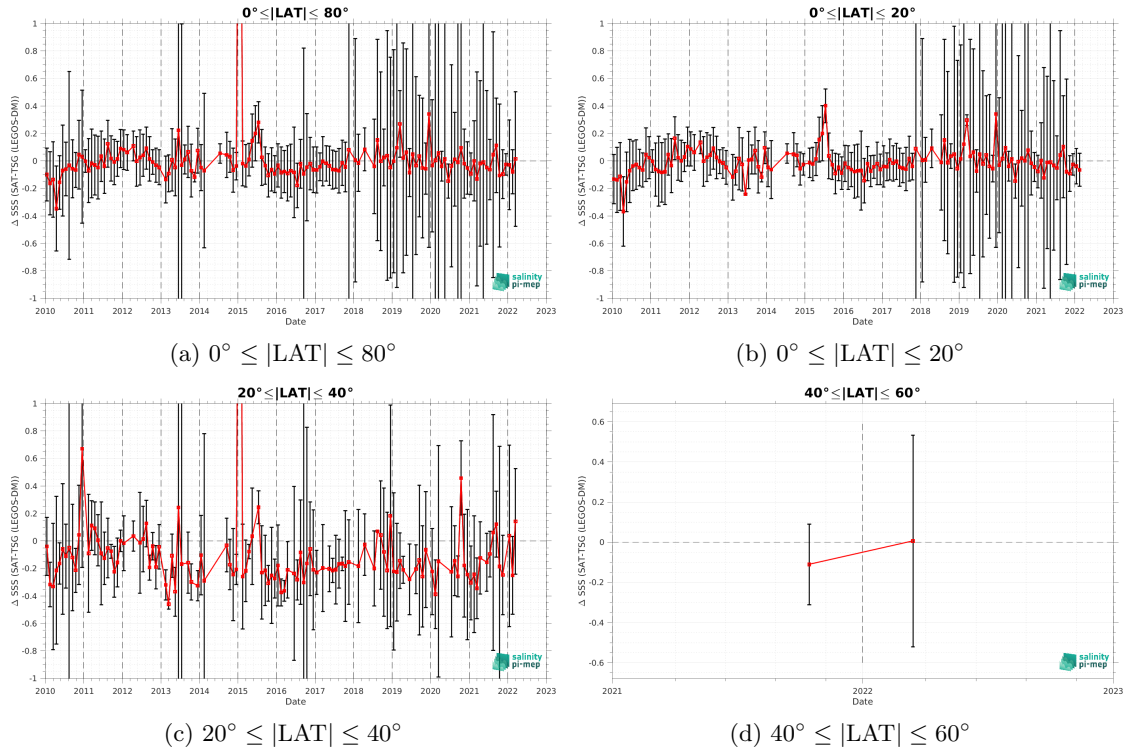 0°≤|LAT|≤ 80°
Δ SSS (SAT-TSG (LEGOS-DM))
1
0.8
0.6
0.4
0.2
0
-0.2
-0.4
-0.6
-0.8
-1
2010 2011 2012 2013 2014 2015 2016 2017 2018 2019 2020 2021 2022 2023
Date
salinity
pi-mep
(a) 0° ≤ |LAT| ≤ 80°
0°≤|LAT|≤ 20°
Δ SSS (SAT-TSG (LEGOS-DM))
1
0.8
0.6
0.4
0.2
0
-0.2
-0.4
-0.6
-0.8
-1
2010 2011 2012 2013 2014 2015 2016 2017 2018 2019 2020 2021 2022 2023
Date
salinity
pi-mep
(b) 0° ≤ |LAT| ≤ 20°
20°≤|LAT|≤ 40°
Δ SSS (SAT-TSG (LEGOS-DM))
1
0.8
0.6
0.4
0.2
0
-0.2
-0.4
-0.6
-0.8
-1
2010 2011 2012 2013 2014 2015 2016 2017 2018 2019 2020 2021 2022 2023
Date
salinity
pi-mep
(c) 20° ≤ |LAT| ≤ 40°
40°≤|LAT|≤ 60°
Δ SSS (SAT-TSG (LEGOS-DM))
0.6
0.4
0.2
0
-0.2
-0.4
-0.6
2021 2022 2023
Date
salinity
pi-mep
(d) 40° ≤ |LAT| ≤ 60°